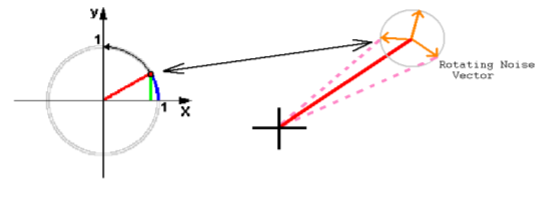 y
1
1
X
Rotating Noise
Vector